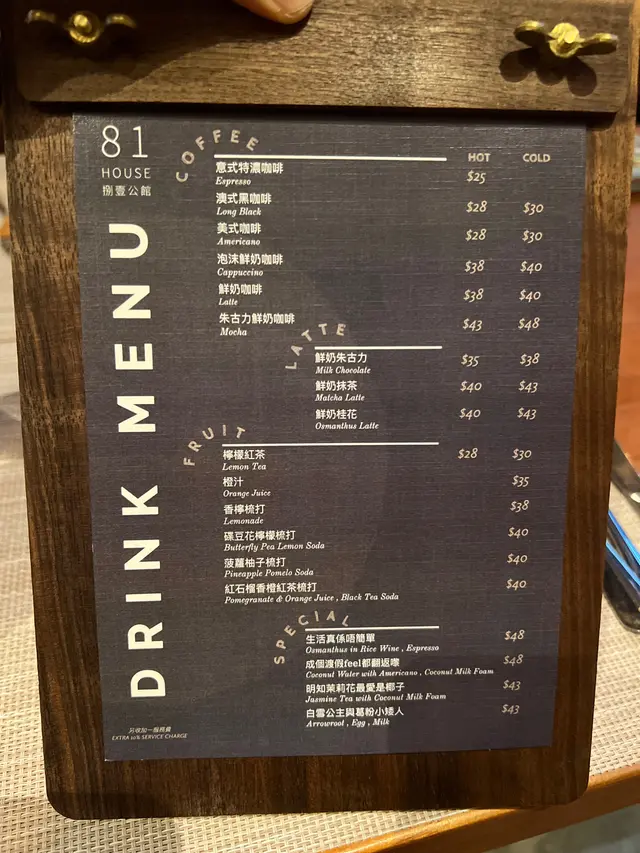 81
HOUSE
捌壹公館
DRINK MENU
COFFEE
HOT COLD
意式特濃咖啡
Espresso $25
澳式黑咖啡
Long Black $28 $30
美式咖啡
Americano $28 $30
泡沫鮮奶咖啡
Cappuccino $38 $40
鮮奶咖啡
Latte $38 $40
朱古力鮮奶咖啡
Mocha $43 $48
LATTE
鮮奶朱古力
Milk Chocolate $35 $38
鮮奶抹茶
Matcha Latte $40 $43
鮮奶桂花
Osmanthus Latte $40 $43
FRUIT
檸檬紅茶
Lemon Tea $28 $30
橙汁
Orange Juice $35
香檸梳打
Lemonade $38
碟豆花檸檬梳打
Butterfly Pea Lemon Soda $40
菠蘿柚子梳打
Pineapple Pomelo Soda $40
紅石榴香橙紅茶梳打
Pomegranate & Orange Juice , Black Tea Soda $40
SPECIAL
生活真係唔簡單
Osmanthus in Rice Wine , Espresso $48
成個渡假feel都翻返嚟
Coconut Water with Americano , Coconut Milk Foam $48
明知茉莉花最愛是椰子
Jasmine Tea with Coconut Milk Foam $43
白雲公主與葛粉小矮人
Arrowroot , Egg , Milk $43
另收加一服務費
EXTRA 10% SERVICE CHARGE